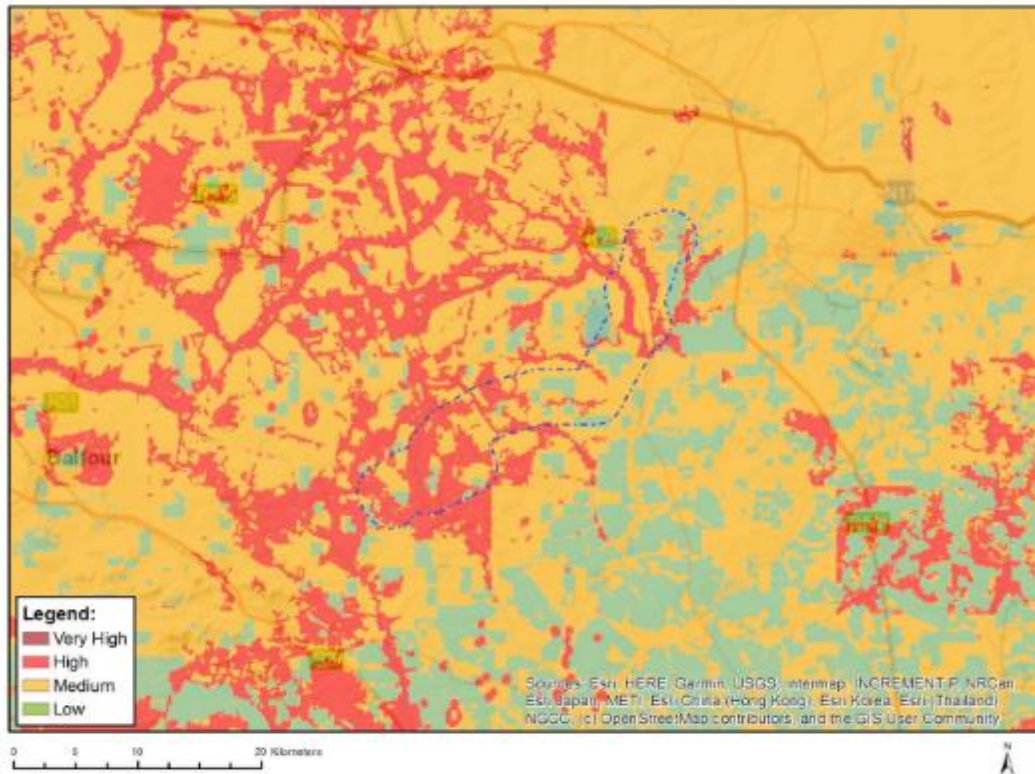 Balfour
Legend:
Very High
High
Medium
Low
Sources: Esri, HERE, Garmin, USGS, Intermap, INCREMENT P, NRCan,
Esri Japan, METI, Esri China (Hong Kong), Esri Korea, Esri (Thailand),
NGCC, (c) OpenStreetMap contributors, and the GIS User Community
0 5 10 20 Kilometers
N